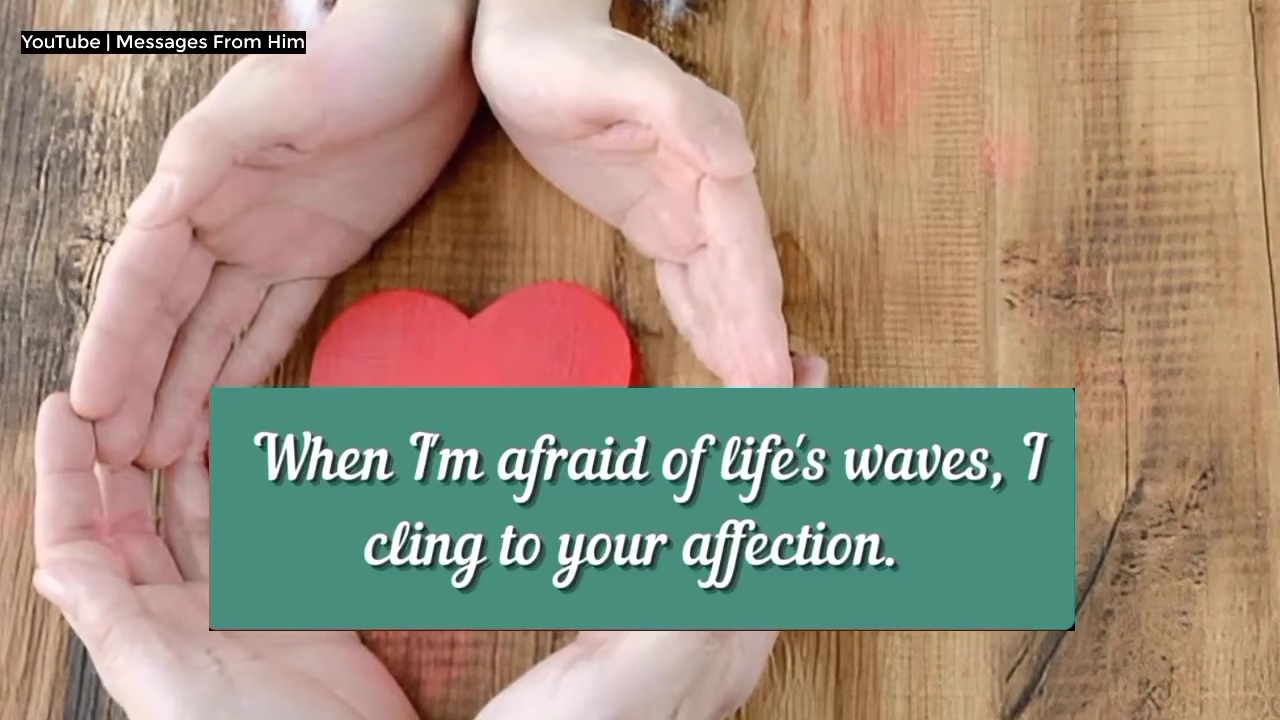 YouTube | Messages From Him
When I'm afraid of life's waves, I
cling to your affection.